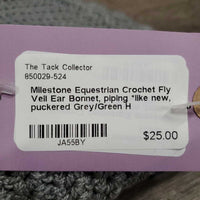 The Tack Collector
850029-524
Milestone Equestrian Crochet Fly
Veil Ear Bonnet, piping *like new,
puckered Grey/Green H
$25.00
JA55BY